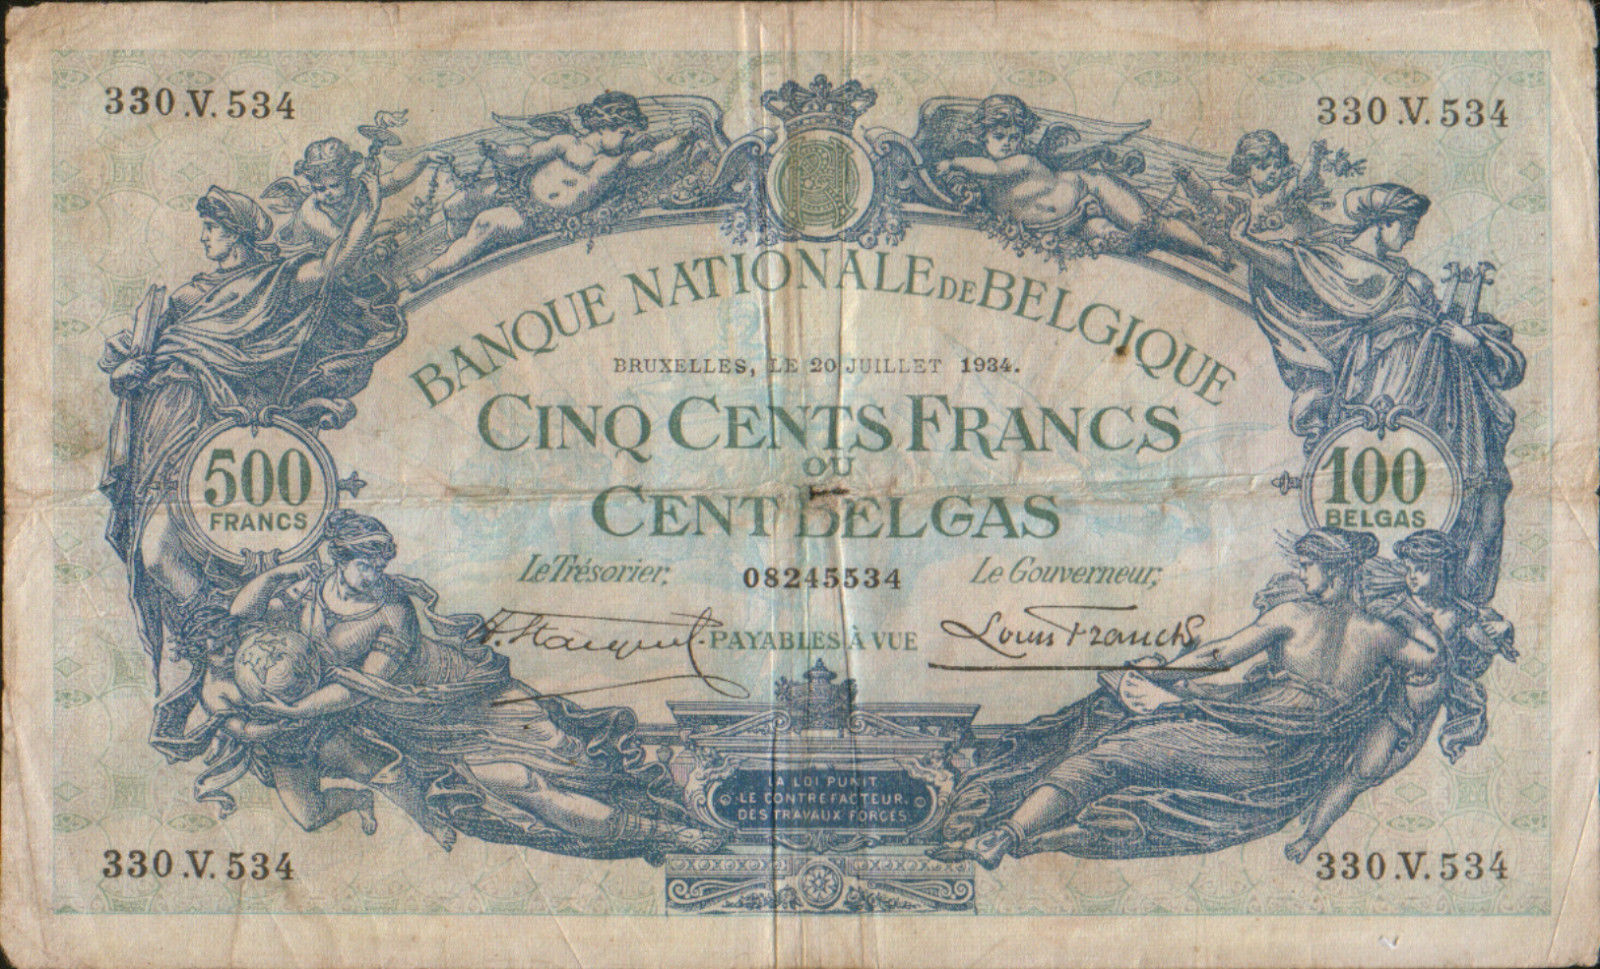 330.V.534
330.V.534
BANQUE NATIONALE DE BELGIQUE
BRUXELLES, LE 20 JUILLET 1934.
CINQ CENTS FRANCS
OU
CENT BELGAS
500
FRANCS
100
BELGAS
Le Trésorier,
08245534
Le Gouverneur,
PAYABLES À VUE
Louis Franck
LA LOI PUNIT
LE CONTREFACTEUR.
DES TRAVAUX FORCÉS
330.V.534
330.V.534